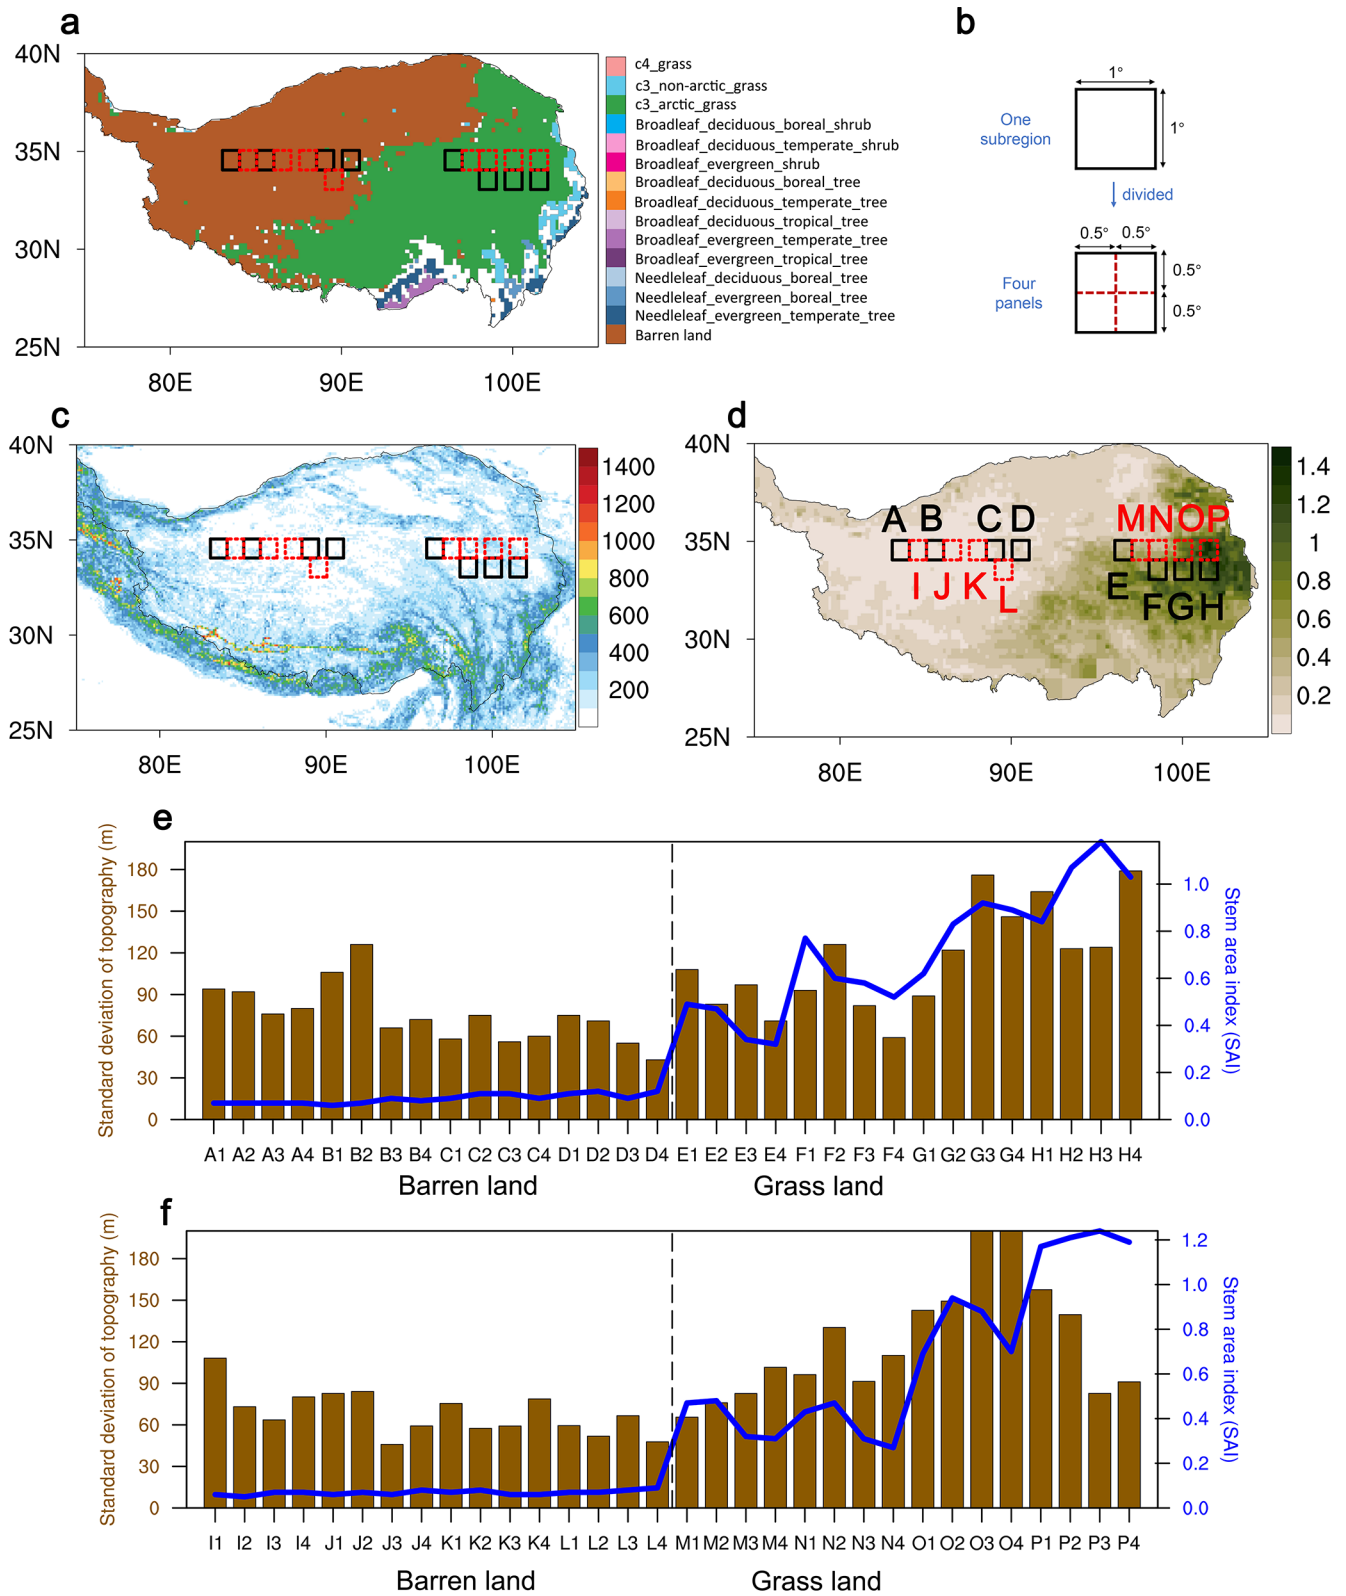 a
40N
35N
30N
25N
80E
90E
100E
c4_grass
c3_non-arctic_grass
c3_arctic_grass
Broadleaf_deciduous_boreal_shrub
Broadleaf_deciduous_temperate_shrub
Broadleaf_evergreen_shrub
Broadleaf_deciduous_boreal_tree
Broadleaf_deciduous_temperate_tree
Broadleaf_deciduous_tropical_tree
Broadleaf_evergreen_temperate_tree
Broadleaf_evergreen_tropical_tree
Needleleaf_deciduous_boreal_tree
Needleleaf_evergreen_boreal_tree
Needleleaf_evergreen_temperate_tree
Barren land
b
1°
One
subregion
1°
divided
0.5° 0.5°
Four
panels
0.5°
0.5°
c
40N
35N
30N
25N
80E
90E
100E
1400
1200
1000
800
600
400
200
d
40N
35N
30N
25N
80E
90E
100E
A B C D M N O P
I J K L E F G H
1.4
1.2
1
0.8
0.6
0.4
0.2
e
Standard deviation of topography (m)
180
150
120
90
60
30
0
1.0
0.8
0.6
0.4
0.2
0.0
Stem area index (SAI)
A1 A2 A3 A4 B1 B2 B3 B4 C1 C2 C3 C4 D1 D2 D3 D4 E1 E2 E3 E4 F1 F2 F3 F4 G1 G2 G3 G4 H1 H2 H3 H4
Barren land
Grass land
f
Standard deviation of topography (m)
180
150
120
90
60
30
0
1.2
1.0
0.8
0.6
0.4
0.2
0.0
Stem area index (SAI)
I1 I2 I3 I4 J1 J2 J3 J4 K1 K2 K3 K4 L1 L2 L3 L4 M1 M2 M3 M4 N1 N2 N3 N4 O1 O2 O3 O4 P1 P2 P3 P4
Barren land
Grass land